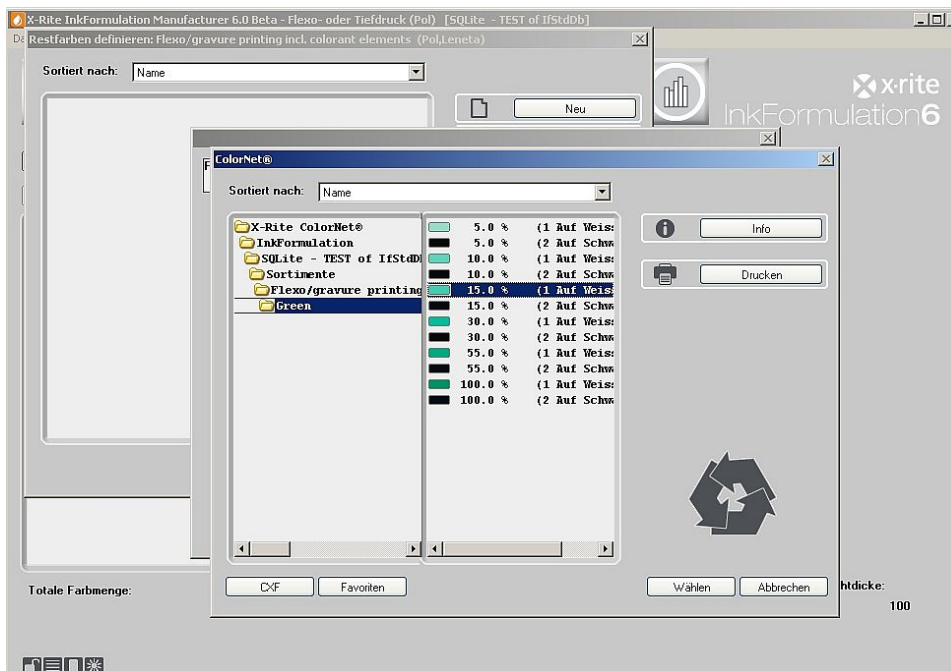 X-Rite InkFormulation Manufacturer 6.0 Beta - Flexo- oder Tiefdruck (Pol) [SQLite - TEST of IfStdDb]
Restfarben definieren: Flexo/gravure printing incl. colorant elements (Pol,Leneta)
Sortiert nach: Name
Neu
x-rite
InkFormulation6
ColorNet®
Sortiert nach: Name
X-Rite ColorNet®
InkFormulation
SQLite - TEST of IfStdD
Sortimente
Flexo/gravure printing
Green
5.0 % (1 Auf Weis
5.0 % (2 Auf Schw
10.0 % (1 Auf Weis
10.0 % (2 Auf Schw
15.0 % (1 Auf Weis
15.0 % (2 Auf Schw
30.0 % (1 Auf Weis
30.0 % (2 Auf Schw
55.0 % (1 Auf Weis
55.0 % (2 Auf Schw
100.0 % (1 Auf Weis
100.0 % (2 Auf Schw
Info
Drucken
CXF
Favoriten
Wählen
Abbrechen
Totale Farbmenge:
htdicke:
100